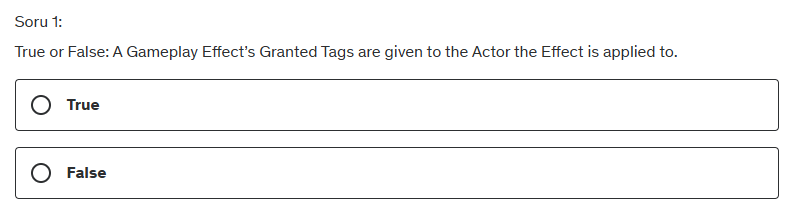 Soru 1:
True or False: A Gameplay Effect’s Granted Tags are given to the Actor the Effect is applied to.
True
False